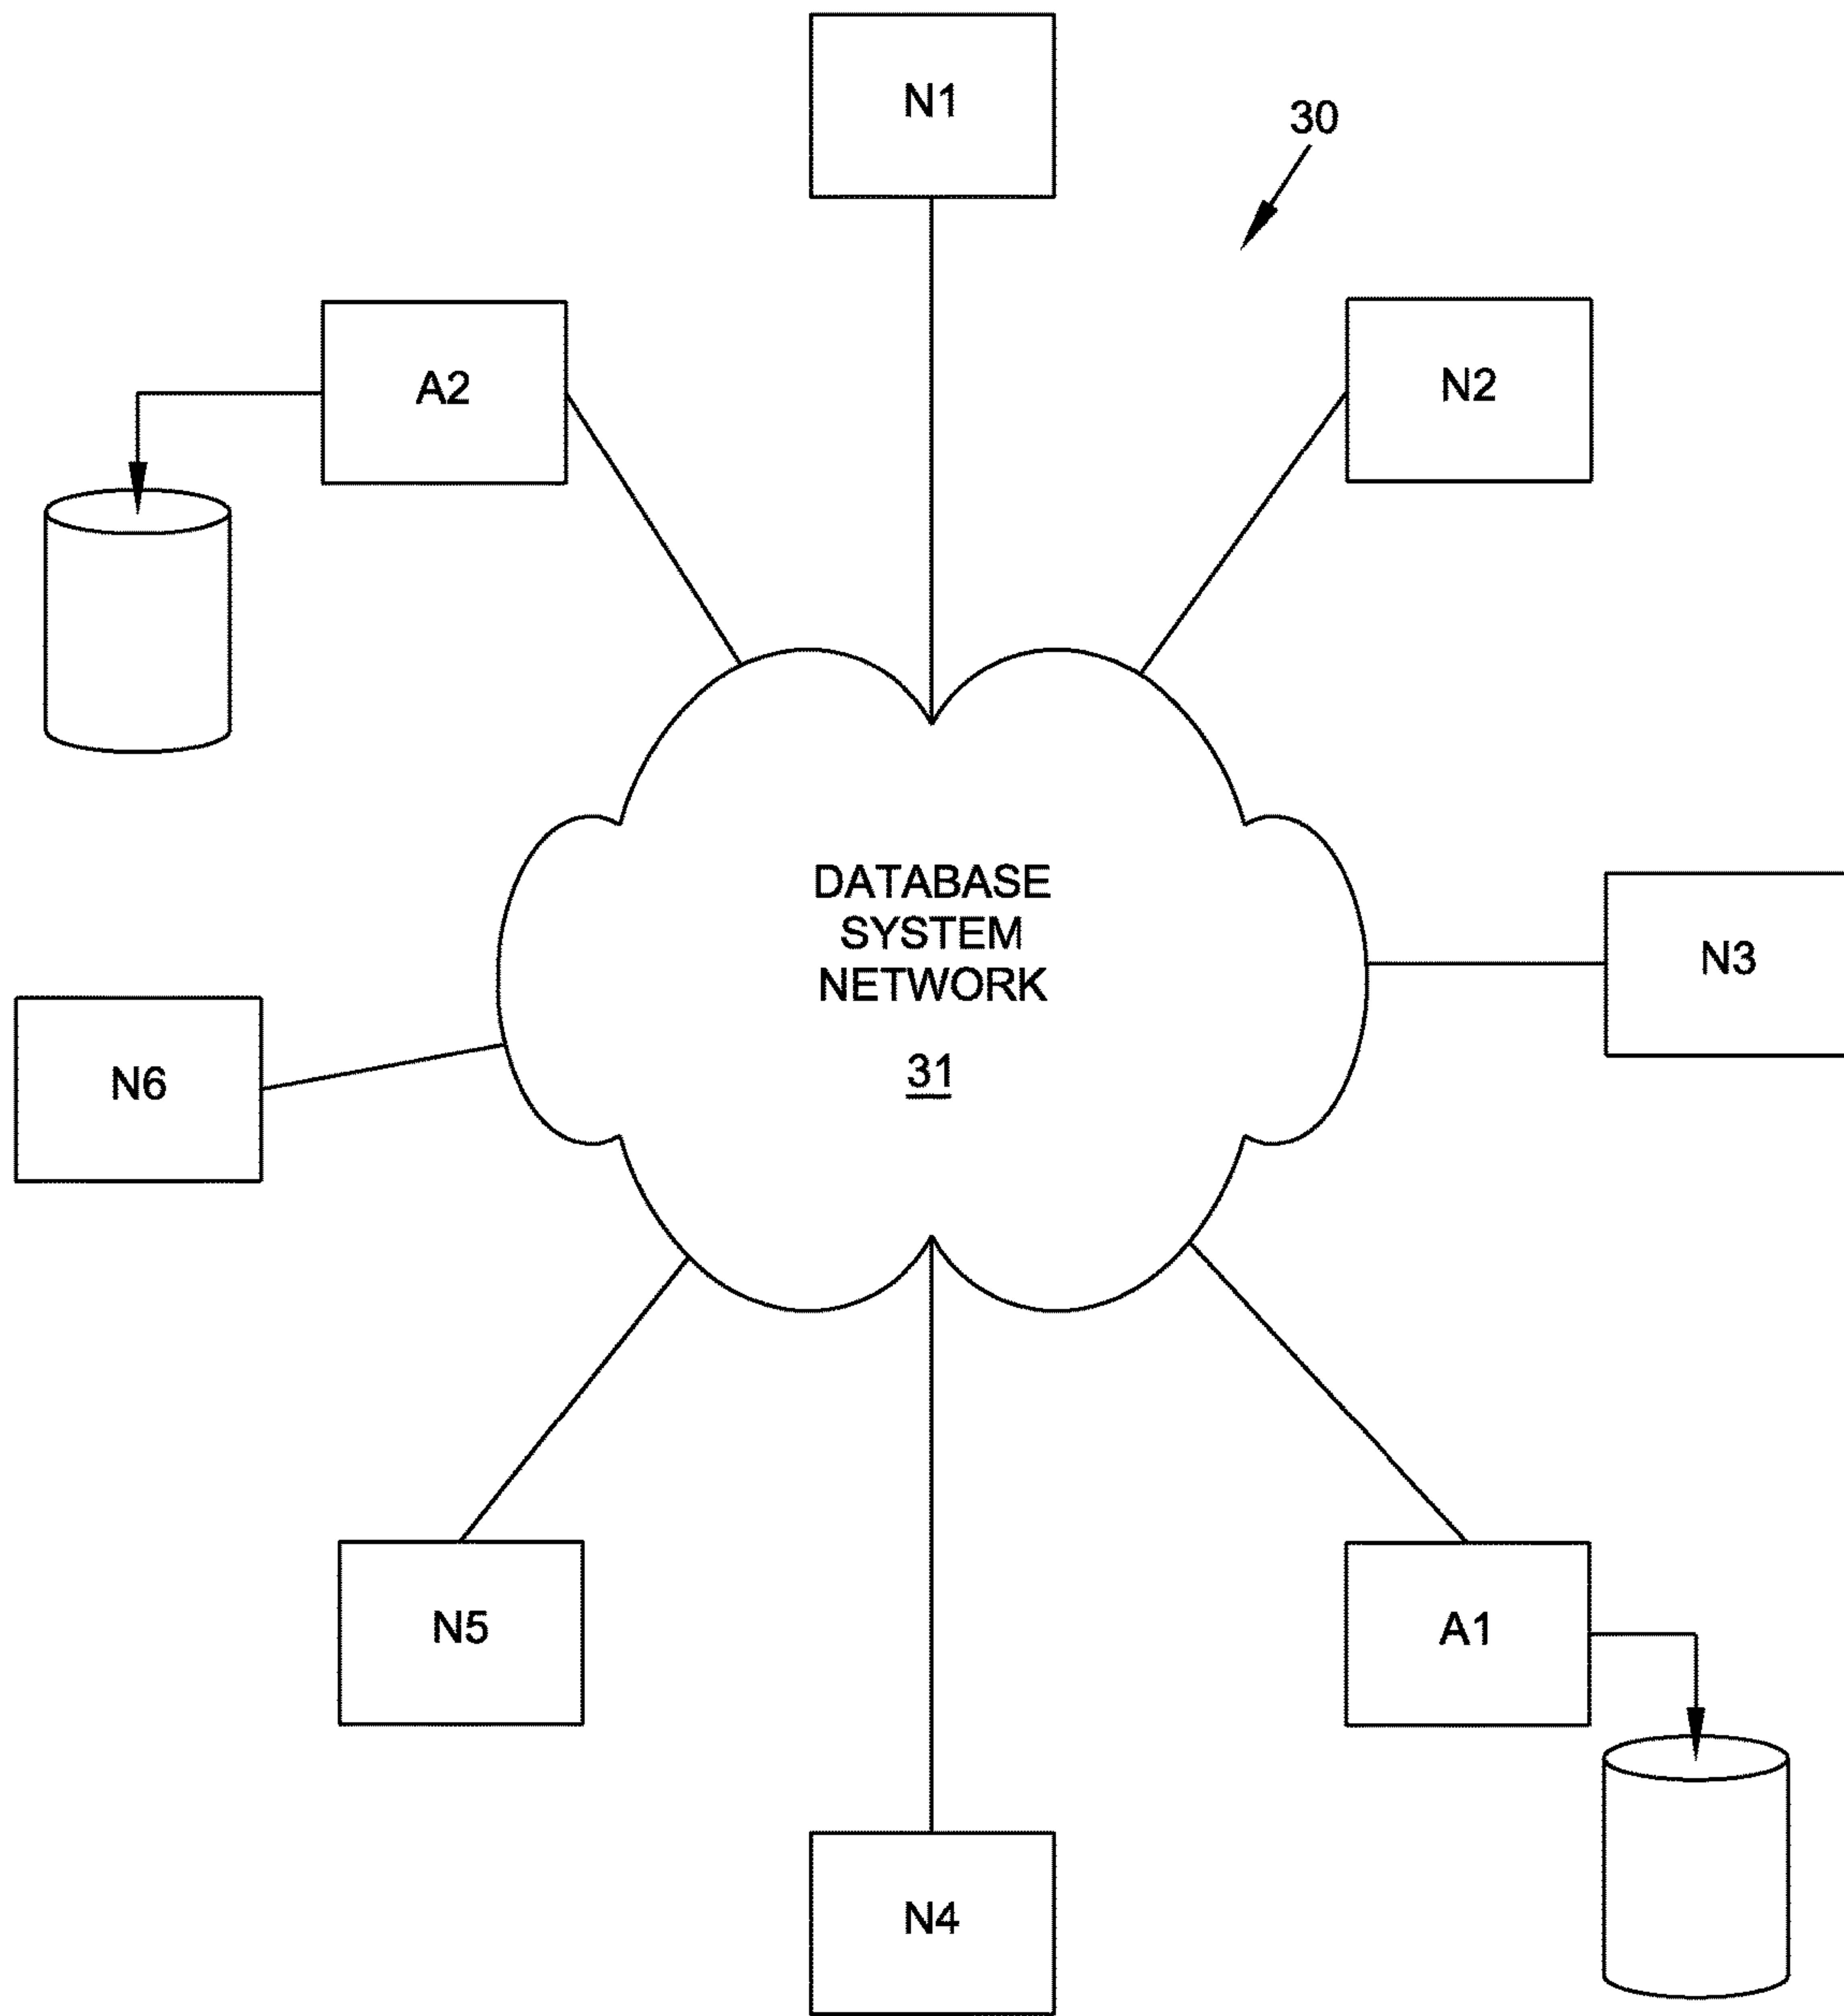 N1
30
A2
N2
DATABASE
SYSTEM
NETWORK
31
N3
N6
N5
A1
N4